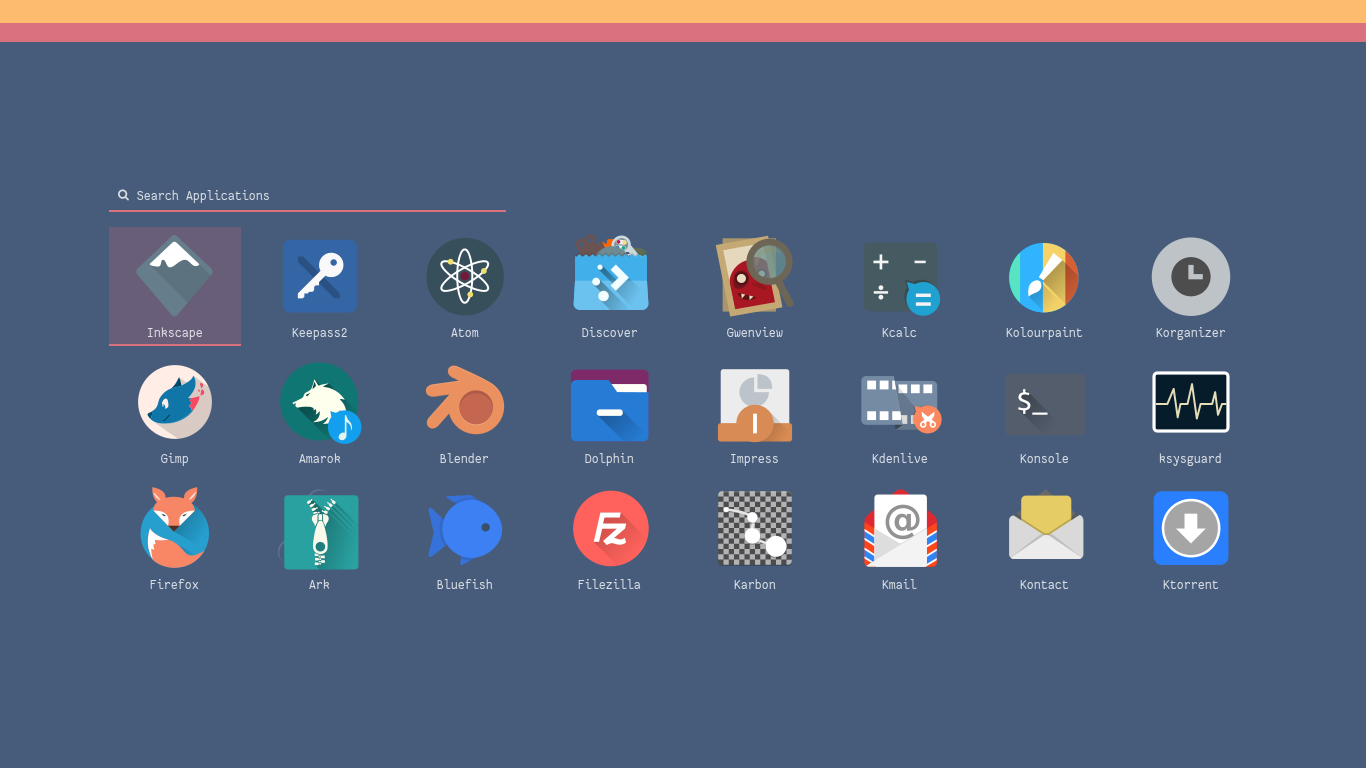 Search Applications
Inkscape Keepass2 Atom Discover Gwenview Kcalc Kolourpaint Korganizer
$_
Gimp Amarok Blender Dolphin Impress Kdenlive Konsole ksysguard
Fz @
Firefox Ark Bluefish Filezilla Karbon Kmail Kontact Ktorrent